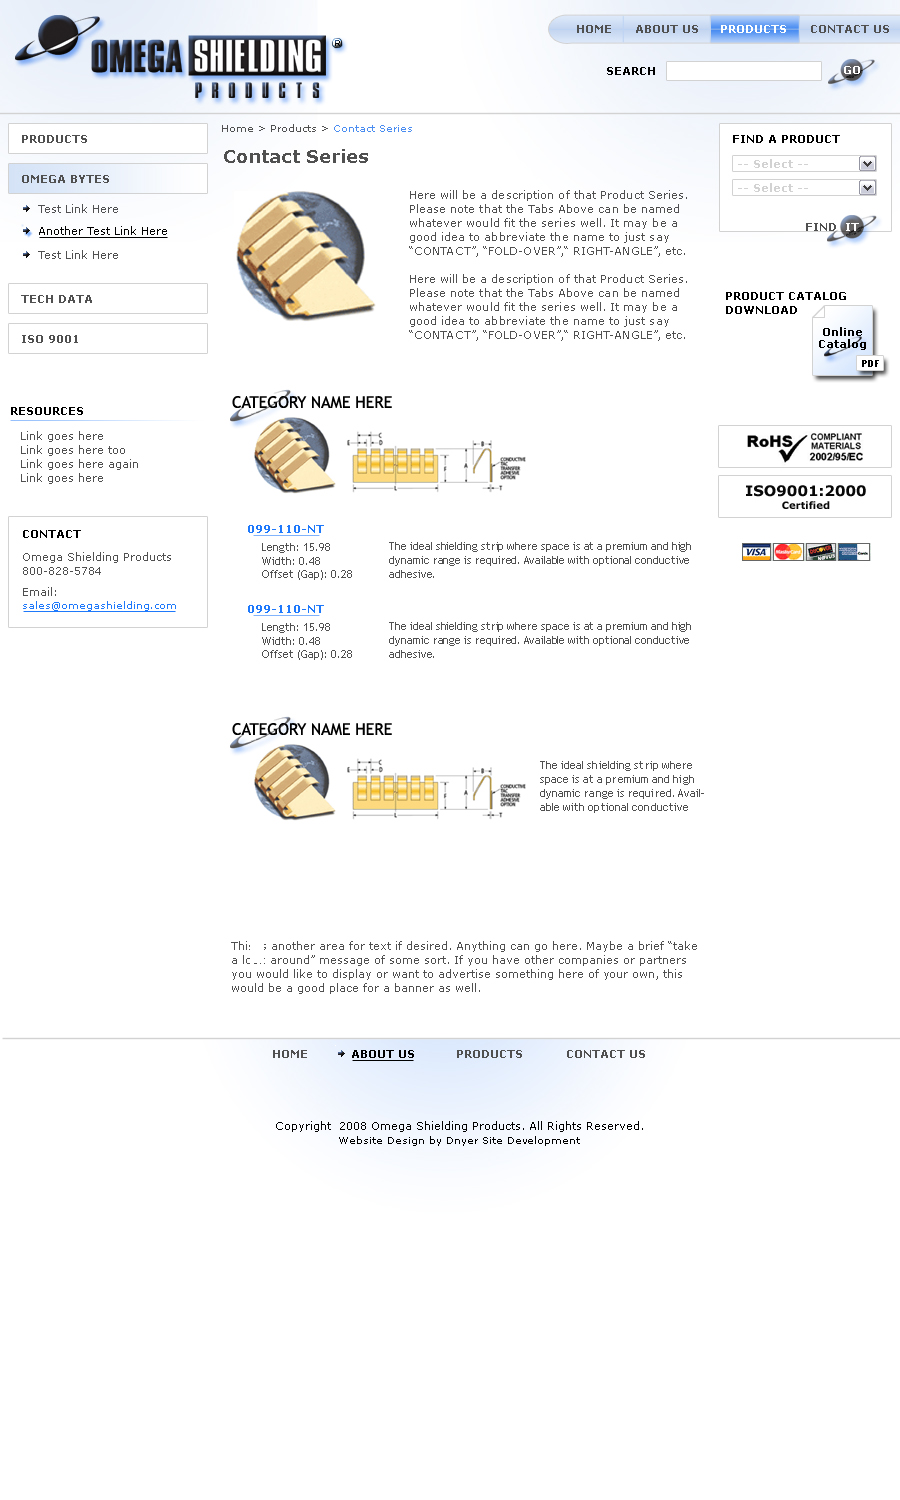 OMEGA SHIELDING ®
PRODUCTS
HOME ABOUT US PRODUCTS CONTACT US
SEARCH GO
PRODUCTS
OMEGA BYTES
Test Link Here
Another Test Link Here
Test Link Here
TECH DATA
ISO 9001
RESOURCES
Link goes here
Link goes here too
Link goes here again
Link goes here
CONTACT
Omega Shielding Products
800-828-5784
Email:
sales@omegashielding.com
Home > Products > Contact Series
Contact Series
Here will be a description of that Product Series.
Please note that the Tabs Above can be named
whatever would fit the series well. It may be a
good idea to abbreviate the name to just say
“CONTACT”, “FOLD-OVER”,“ RIGHT-ANGLE”, etc.
Here will be a description of that Product Series.
Please note that the Tabs Above can be named
whatever would fit the series well. It may be a
good idea to abbreviate the name to just say
“CONTACT”, “FOLD-OVER”,“ RIGHT-ANGLE”, etc.
CATEGORY NAME HERE
C
E D
B
A
F
CONDUCTIVE
TAC
TRANSFER
ADHESIVE
OPTION
L
T
099-110-NT
Length: 15.98
Width: 0.48
Offset (Gap): 0.28
The ideal shielding strip where space is at a premium and high
dynamic range is required. Available with optional conductive
adhesive.
099-110-NT
Length: 15.98
Width: 0.48
Offset (Gap): 0.28
The ideal shielding strip where space is at a premium and high
dynamic range is required. Available with optional conductive
adhesive.
CATEGORY NAME HERE
C
E D
B
A
F
CONDUCTIVE
TAC
TRANSFER
ADHESIVE
OPTION
L
T
The ideal shielding strip where
space is at a premium and high
dynamic range is required. Avail-
able with optional conductive
another area for text if desired. Anything can go here. Maybe a brief “take
a around” message of some sort. If you have other companies or partners
you would like to display or want to advertise something here of your own, this
would be a good place for a banner as well.
FIND A PRODUCT
-- Select --
-- Select --
FIND IT
PRODUCT CATALOG
DOWNLOAD
Online
Catalog
PDF
RoHS COMPLIANT
MATERIALS
2002/95/EC
ISO9001:2000
Certified
VISA MasterCard DISCOVER NOVUS
HOME ABOUT US PRODUCTS CONTACT US
Copyright 2008 Omega Shielding Products. All Rights Reserved.
Website Design by Dnyer Site Development